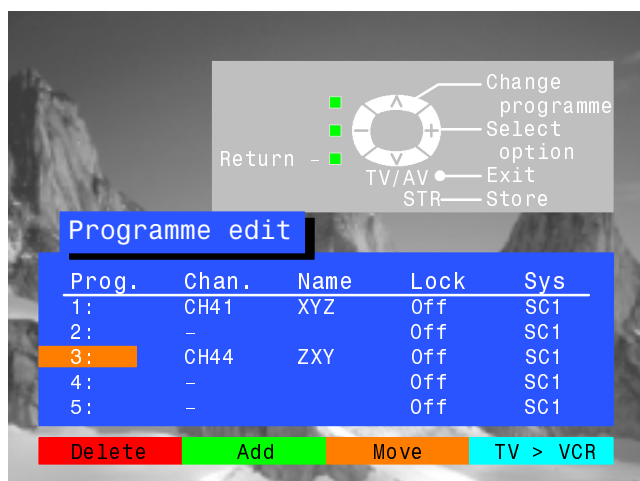 Change
programme
Select
option
Return –
TV/AV
Exit
STR
Store
Programme edit
Prog. Chan. Name Lock Sys
1: CH41 XYZ Off SC1
2: – Off SC1
3: CH44 ZXY Off SC1
4: – Off SC1
5: – Off SC1
Delete Add Move TV > VCR